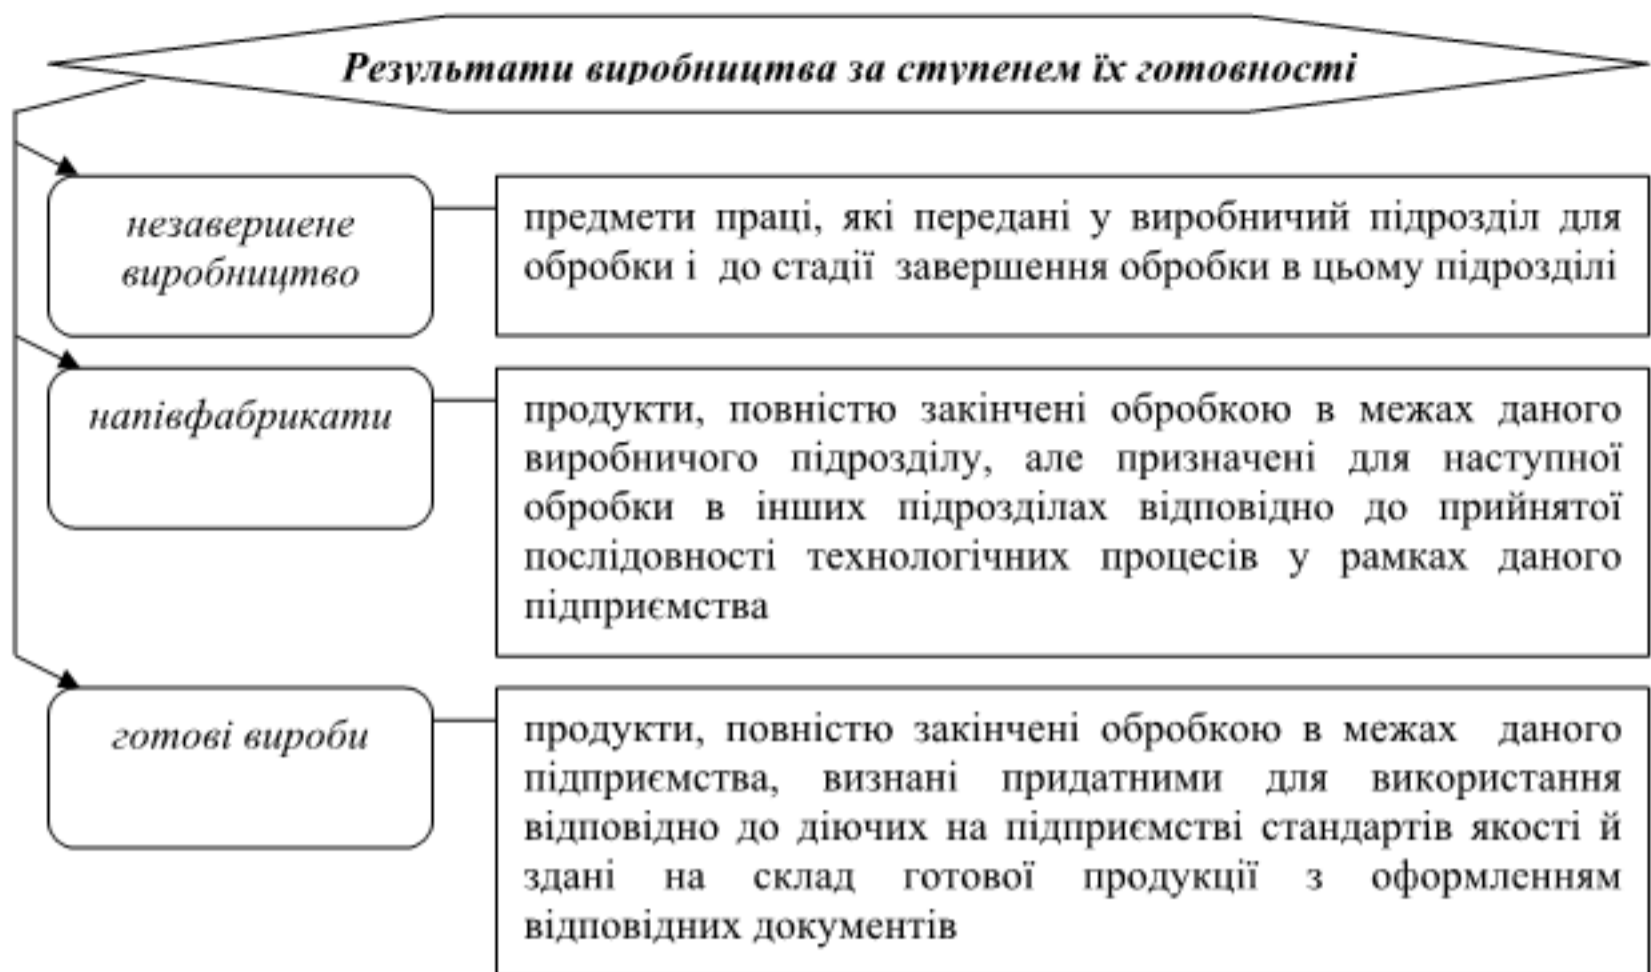 Результати виробництва за ступенем їх готовності
незавершене
виробництво
предмети праці, які передані у виробничий підрозділ для
обробки і до стадії завершення обробки в цьому підрозділі
напівфабрикати
продукти, повністю закінчені обробкою в межах даного
виробничого підрозділу, але призначені для наступної
обробки в інших підрозділах відповідно до прийнятої
послідовності технологічних процесів у рамках даного
підприємства
готові вироби
продукти, повністю закінчені обробкою в межах даного
підприємства, визнані придатними для використання
відповідно до діючих на підприємстві стандартів якості й
здані на склад готової продукції з оформленням
відповідних документів